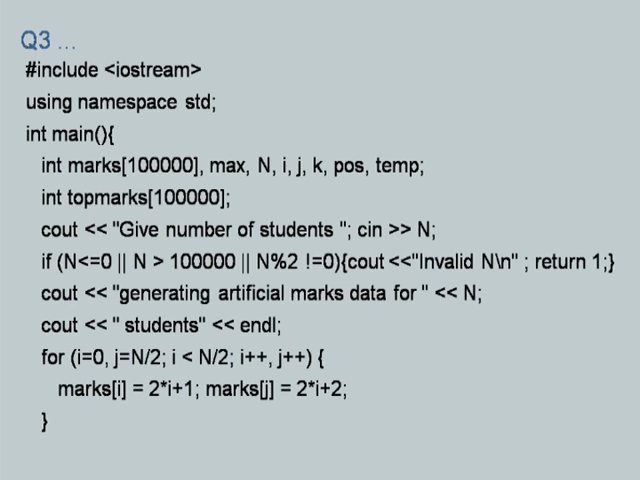 Q3 ...
#include <iostream>
using namespace std;
int main(){
int marks[100000], max, N, i, j, k, pos, temp;
int topmarks[100000];
cout << "Give number of students "; cin >> N;
if (N<=0 || N > 100000 || N%2 !=0){cout <<"Invalid N\n" ; return 1;}
cout << "generating artificial marks data for " << N;
cout << " students" << endl;
for (i=0, j=N/2; i < N/2; i++, j++) {
marks[i] = 2*i+1; marks[j] = 2*i+2;
}